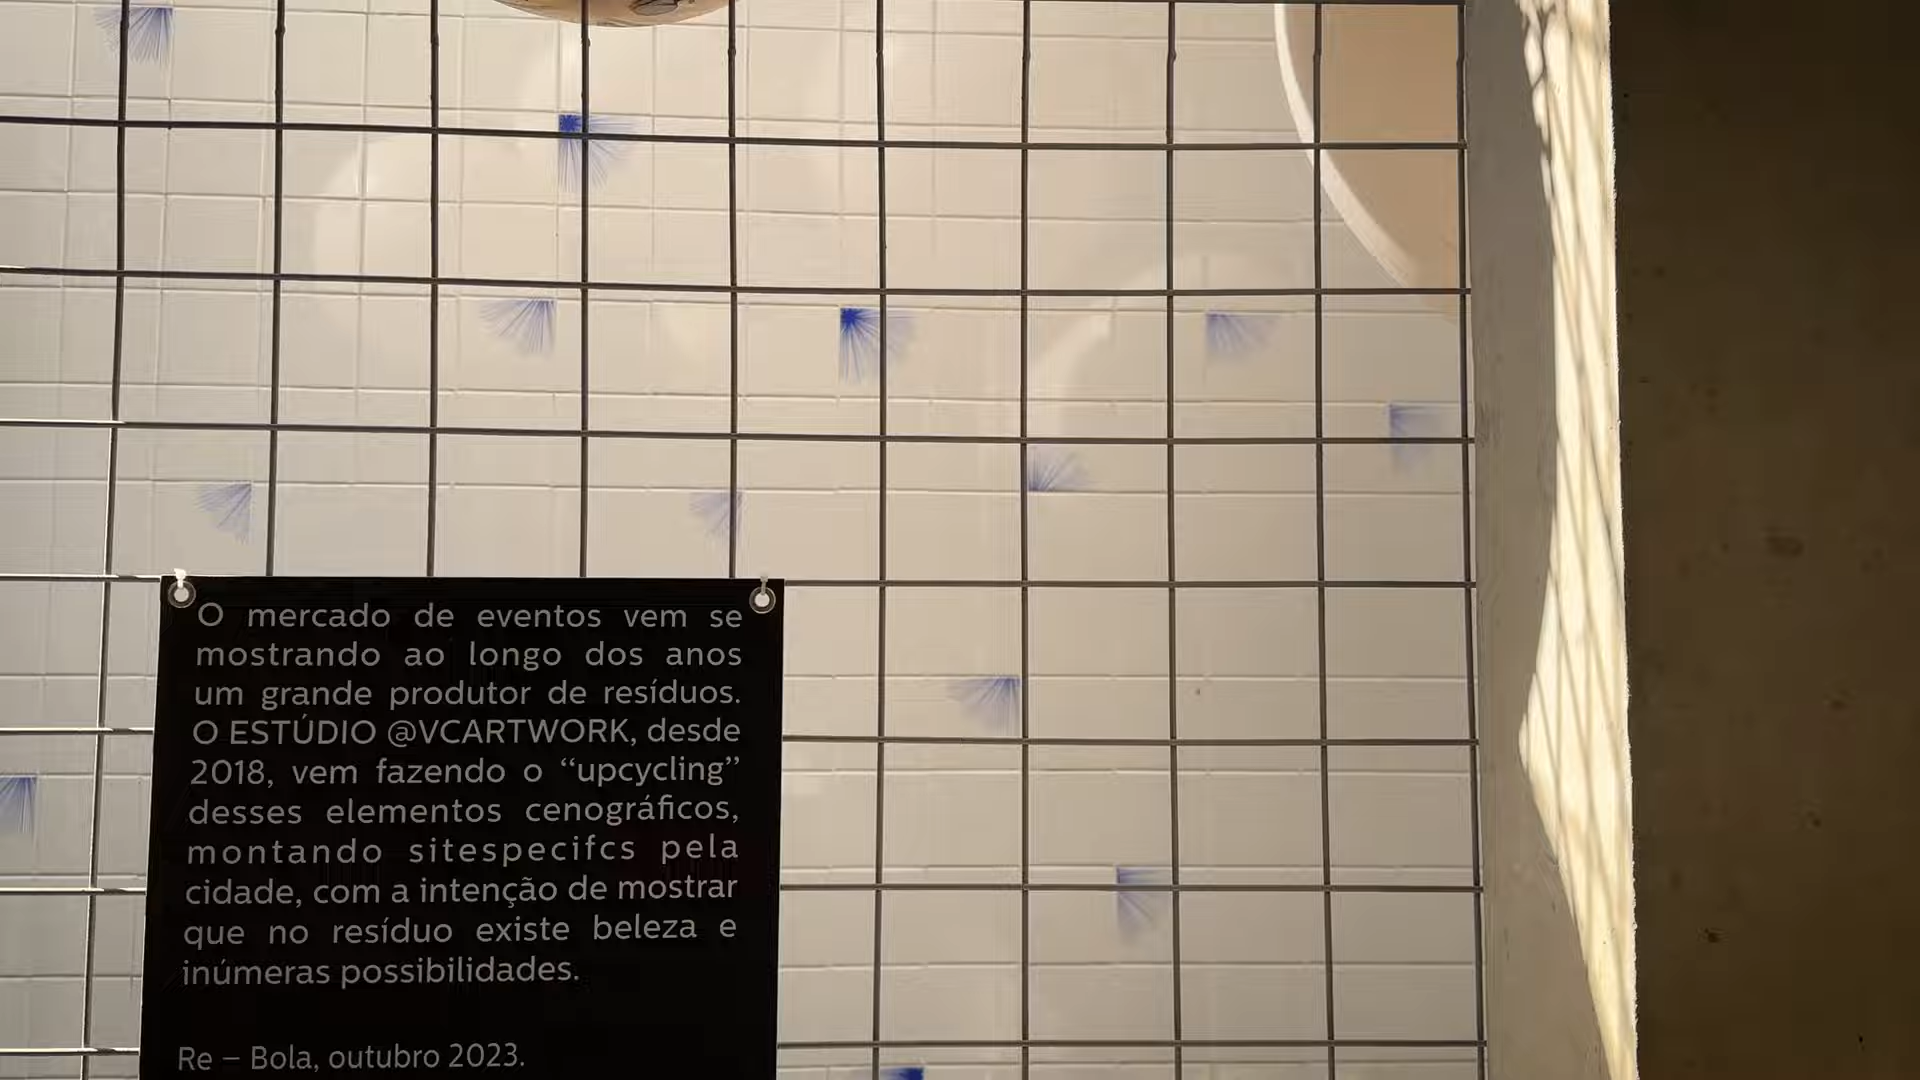 O mercado de eventos vem se
mostrando ao longo dos anos
um grande produtor de resíduos.
O ESTÚDIO @VCARTWORK, desde
2018, vem fazendo o “upcycling”
desses elementos cenográficos,
montando sitespecifcs pela
cidade, com a intenção de mostrar
que no resíduo existe beleza e
inúmeras possibilidades.
Re – Bola, outubro 2023.